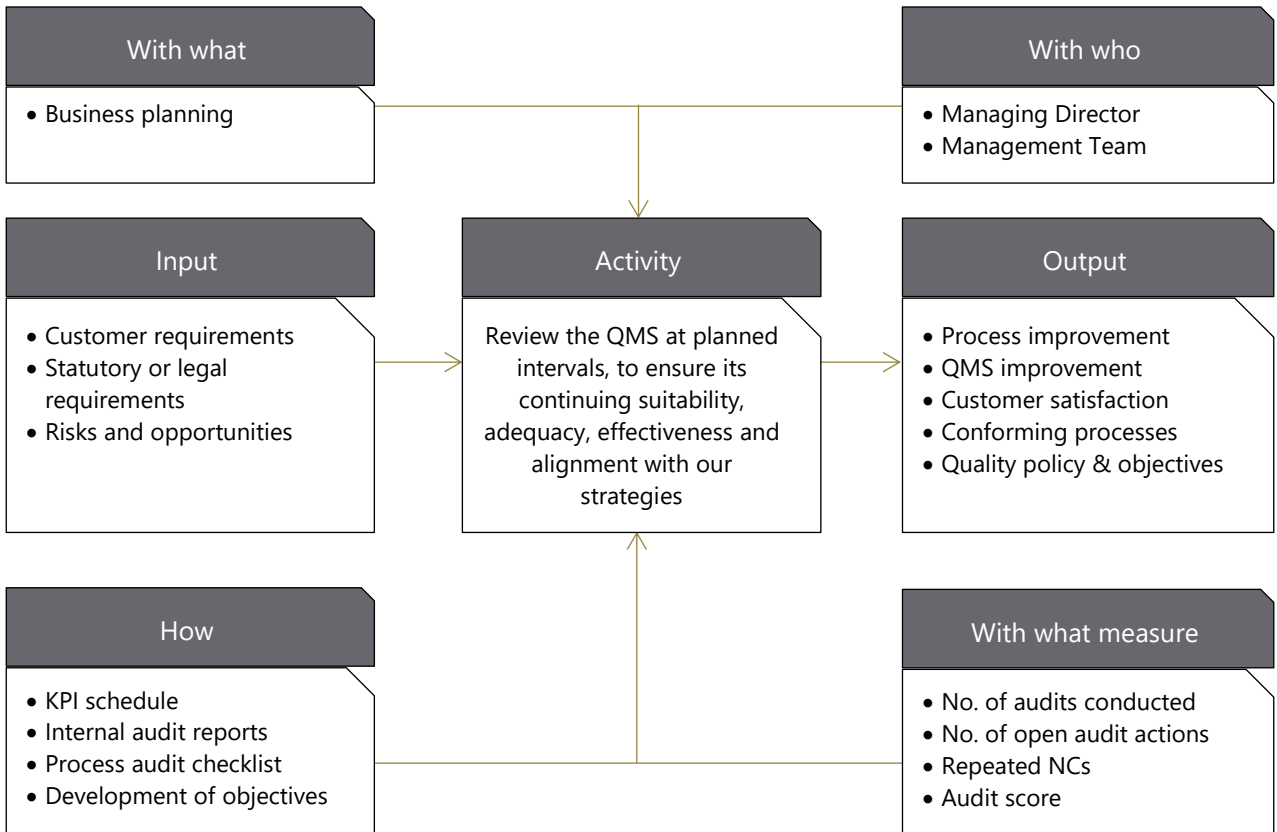 With what
• Business planning
With who
• Managing Director
• Management Team
Input
• Customer requirements
• Statutory or legal
requirements
• Risks and opportunities
Activity
Review the QMS at planned
intervals, to ensure its
continuing suitability,
adequacy, effectiveness and
alignment with our
strategies
Output
• Process improvement
• QMS improvement
• Customer satisfaction
• Conforming processes
• Quality policy & objectives
How
• KPI schedule
• Internal audit reports
• Process audit checklist
• Development of objectives
With what measure
• No. of audits conducted
• No. of open audit actions
• Repeated NCs
• Audit score